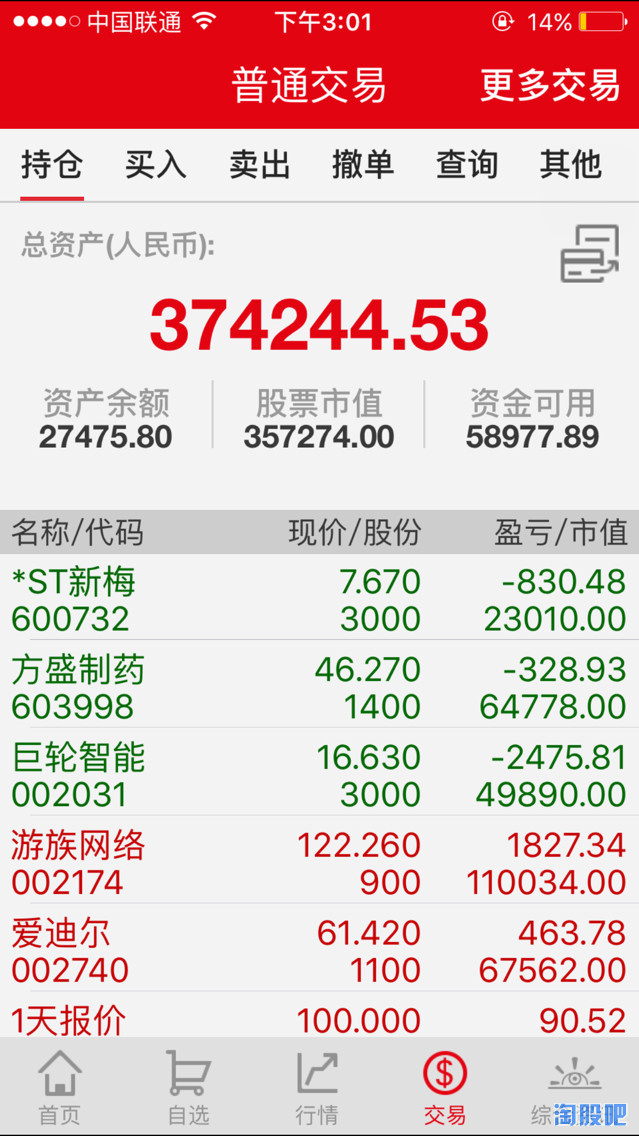 中国联通 下午3:01 14%
普通交易 更多交易
持仓 买入 卖出 撤单 查询 其他
总资产(人民币):
374244.53
资产余额 股票市值 资金可用
27475.80 357274.00 58977.89
名称/代码 现价/股份 盈亏/市值
*ST新梅 7.670 -830.48
600732 3000 23010.00
方盛制药 46.270 -328.93
603998 1400 64778.00
巨轮智能 16.630 -2475.81
002031 3000 49890.00
游族网络 122.260 1827.34
002174 900 110034.00
爱迪尔 61.420 463.78
002740 1100 67562.00
1天报价 100.000 90.52
首页 自选 行情 交易 综
淘股吧